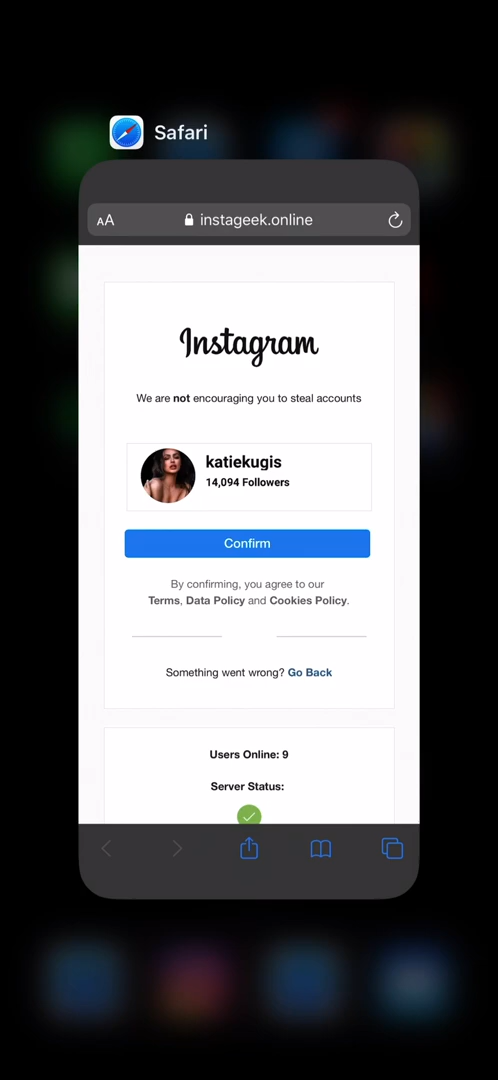 Safari
AA
instageek.online
Instagram
We are not encouraging you to steal accounts
katiekugis
14,094 Followers
Confirm
By confirming, you agree to our
Terms, Data Policy and Cookies Policy.
Something went wrong? Go Back
Users Online: 9
Server Status: